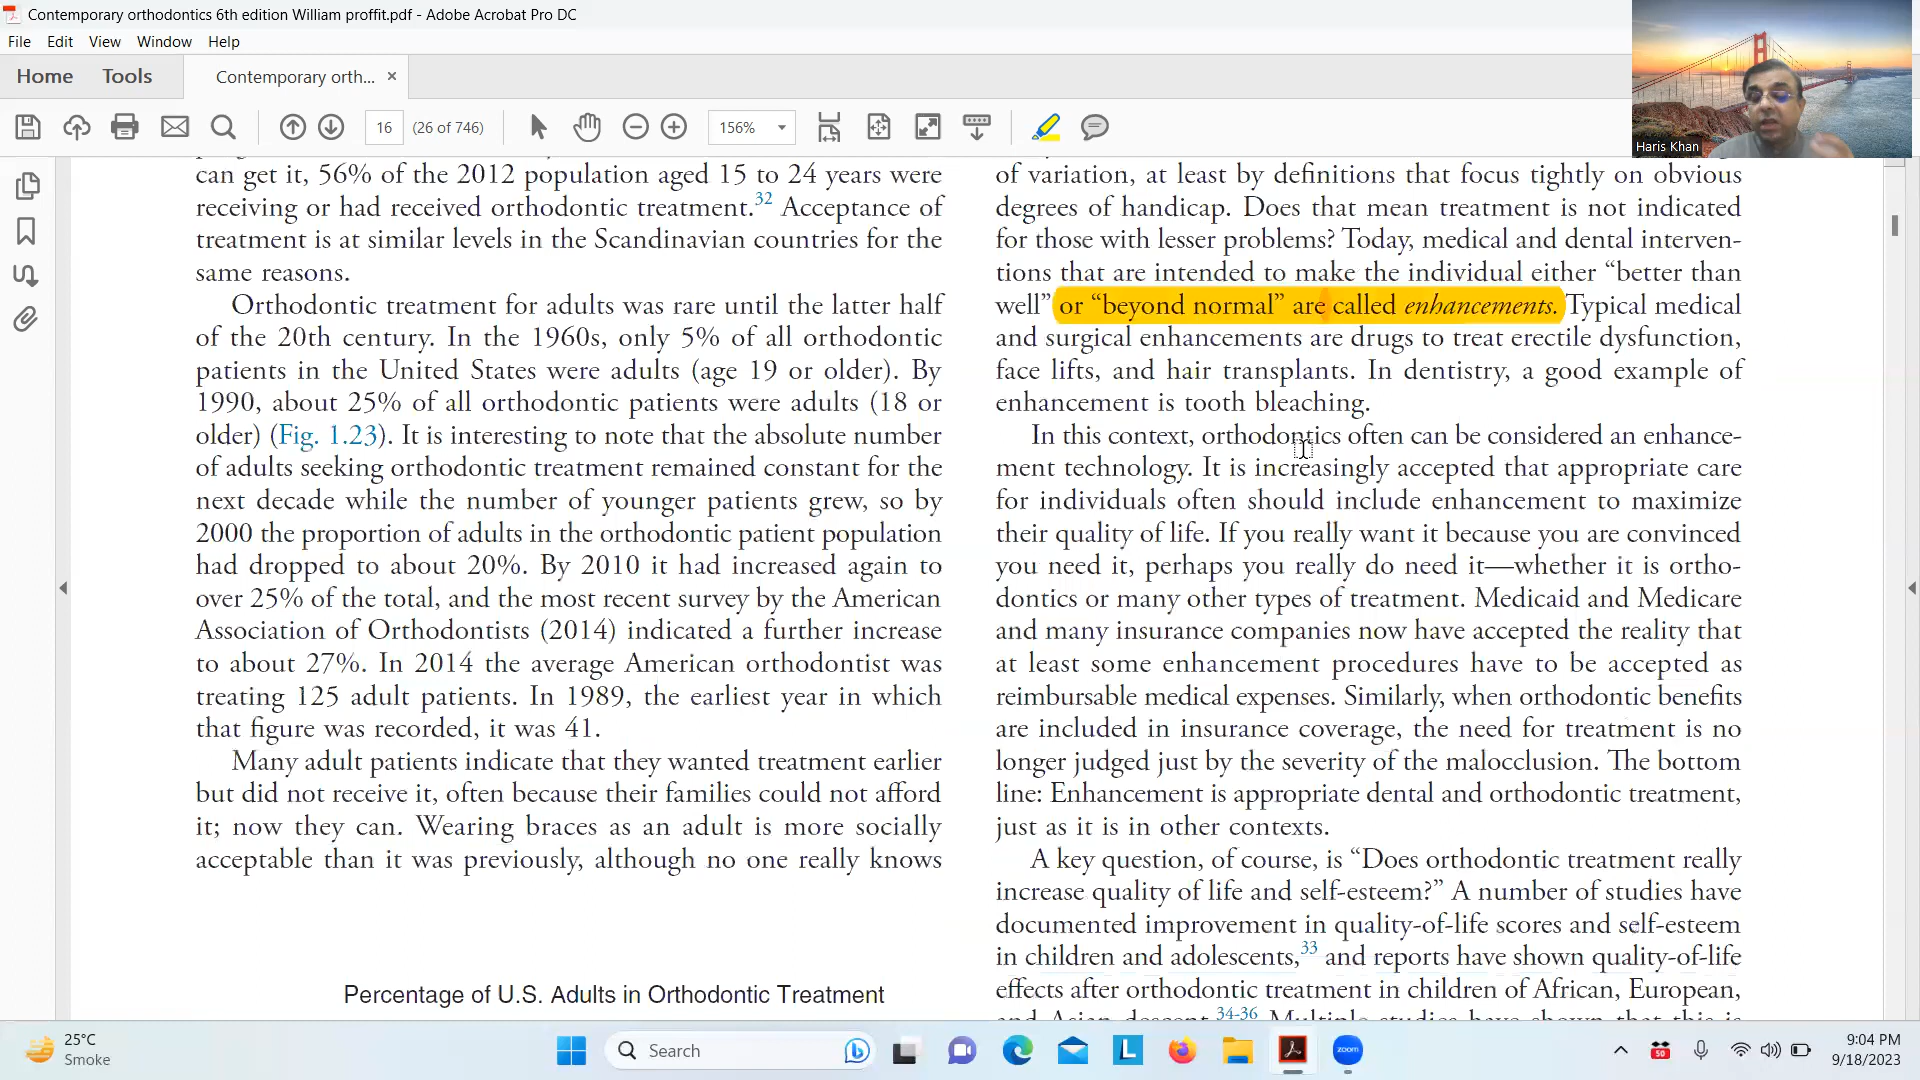 Contemporary orthodontics 6th edition William proffit.pdf - Adobe Acrobat Pro DC
File Edit View Window Help
Home Tools Contemporary orth... ×
16 (26 of 746) 156%
Haris Khan
can get it, 56% of the 2012 population aged 15 to 24 years were
receiving or had received orthodontic treatment.32 Acceptance of
treatment is at similar levels in the Scandinavian countries for the
same reasons.
Orthodontic treatment for adults was rare until the latter half
of the 20th century. In the 1960s, only 5% of all orthodontic
patients in the United States were adults (age 19 or older). By
1990, about 25% of all orthodontic patients were adults (18 or
older) (Fig. 1.23). It is interesting to note that the absolute number
of adults seeking orthodontic treatment remained constant for the
next decade while the number of younger patients grew, so by
2000 the proportion of adults in the orthodontic patient population
had dropped to about 20%. By 2010 it had increased again to
over 25% of the total, and the most recent survey by the American
Association of Orthodontists (2014) indicated a further increase
to about 27%. In 2014 the average American orthodontist was
treating 125 adult patients. In 1989, the earliest year in which
that figure was recorded, it was 41.
Many adult patients indicate that they wanted treatment earlier
but did not receive it, often because their families could not afford
it; now they can. Wearing braces as an adult is more socially
acceptable than it was previously, although no one really knows
Percentage of U.S. Adults in Orthodontic Treatment
of variation, at least by definitions that focus tightly on obvious
degrees of handicap. Does that mean treatment is not indicated
for those with lesser problems? Today, medical and dental interven-
tions that are intended to make the individual either “better than
well” or “beyond normal” are called enhancements. Typical medical
and surgical enhancements are drugs to treat erectile dysfunction,
face lifts, and hair transplants. In dentistry, a good example of
enhancement is tooth bleaching.
In this context, orthodontics often can be considered an enhance-
ment technology. It is increasingly accepted that appropriate care
for individuals often should include enhancement to maximize
their quality of life. If you really want it because you are convinced
you need it, perhaps you really do need it—whether it is ortho-
dontics or many other types of treatment. Medicaid and Medicare
and many insurance companies now have accepted the reality that
at least some enhancement procedures have to be accepted as
reimbursable medical expenses. Similarly, when orthodontic benefits
are included in insurance coverage, the need for treatment is no
longer judged just by the severity of the malocclusion. The bottom
line: Enhancement is appropriate dental and orthodontic treatment,
just as it is in other contexts.
A key question, of course, is “Does orthodontic treatment really
increase quality of life and self-esteem?” A number of studies have
documented improvement in quality-of-life scores and self-esteem
in children and adolescents,33 and reports have shown quality-of-life
effects after orthodontic treatment in children of African, European,
and Asian descent.34-36 Multiple studies have shown that this is
25°C
Smoke
Search
L
zoom
50
9:04 PM
9/18/2023